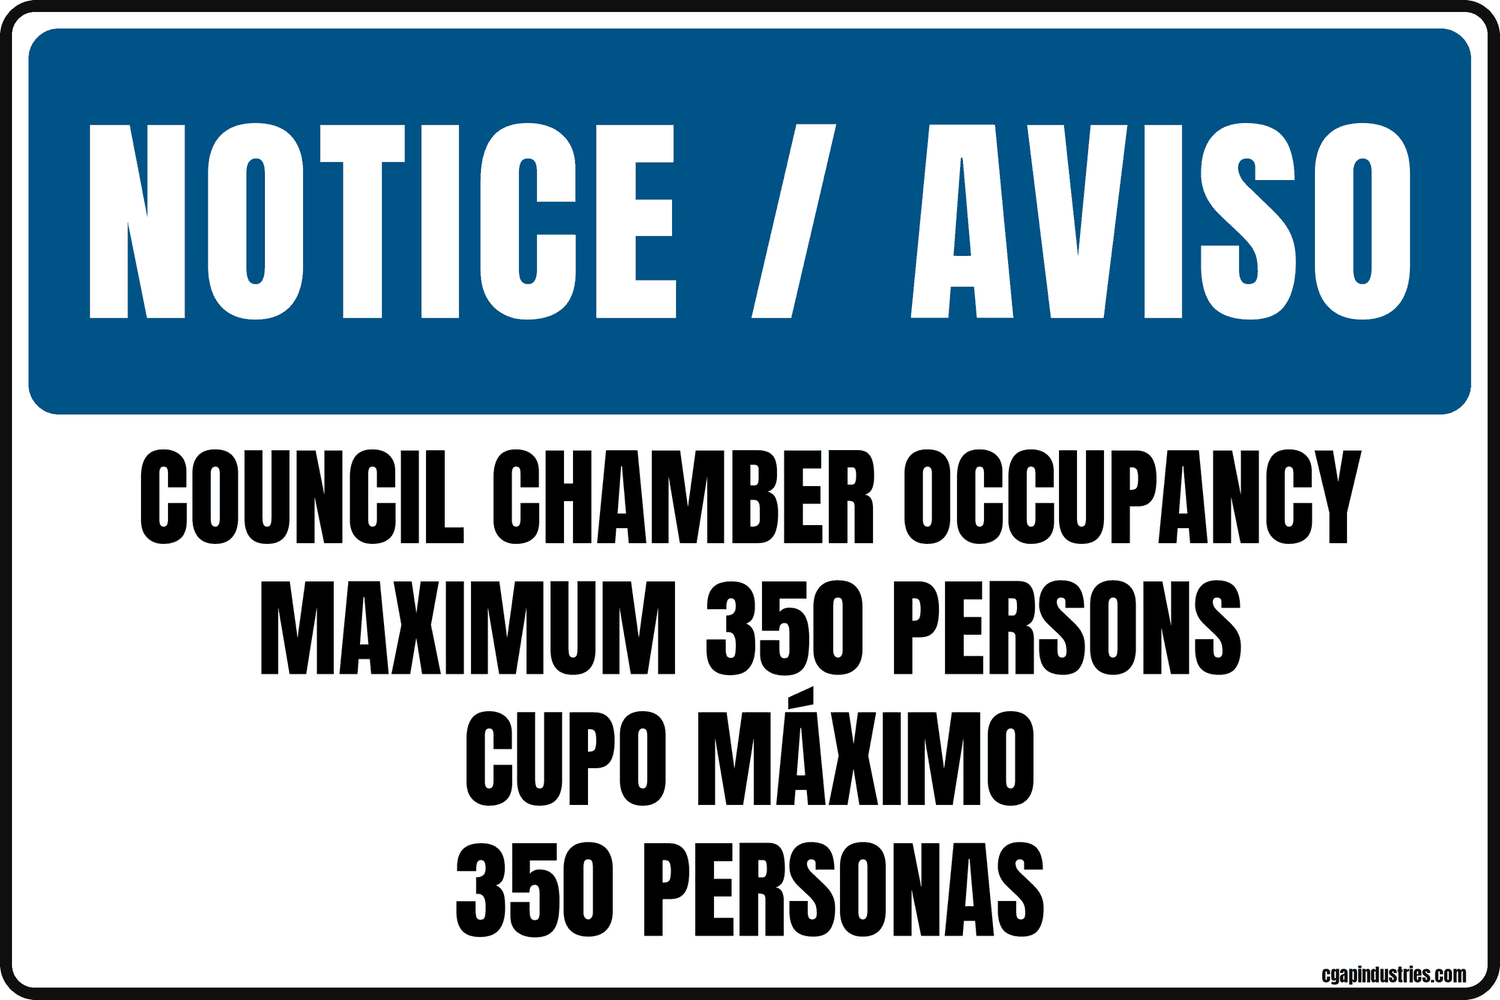 NOTICE / AVISO
COUNCIL CHAMBER OCCUPANCY
MAXIMUM 350 PERSONS
CUPO MÁXIMO
350 PERSONAS
cgapindustries.com